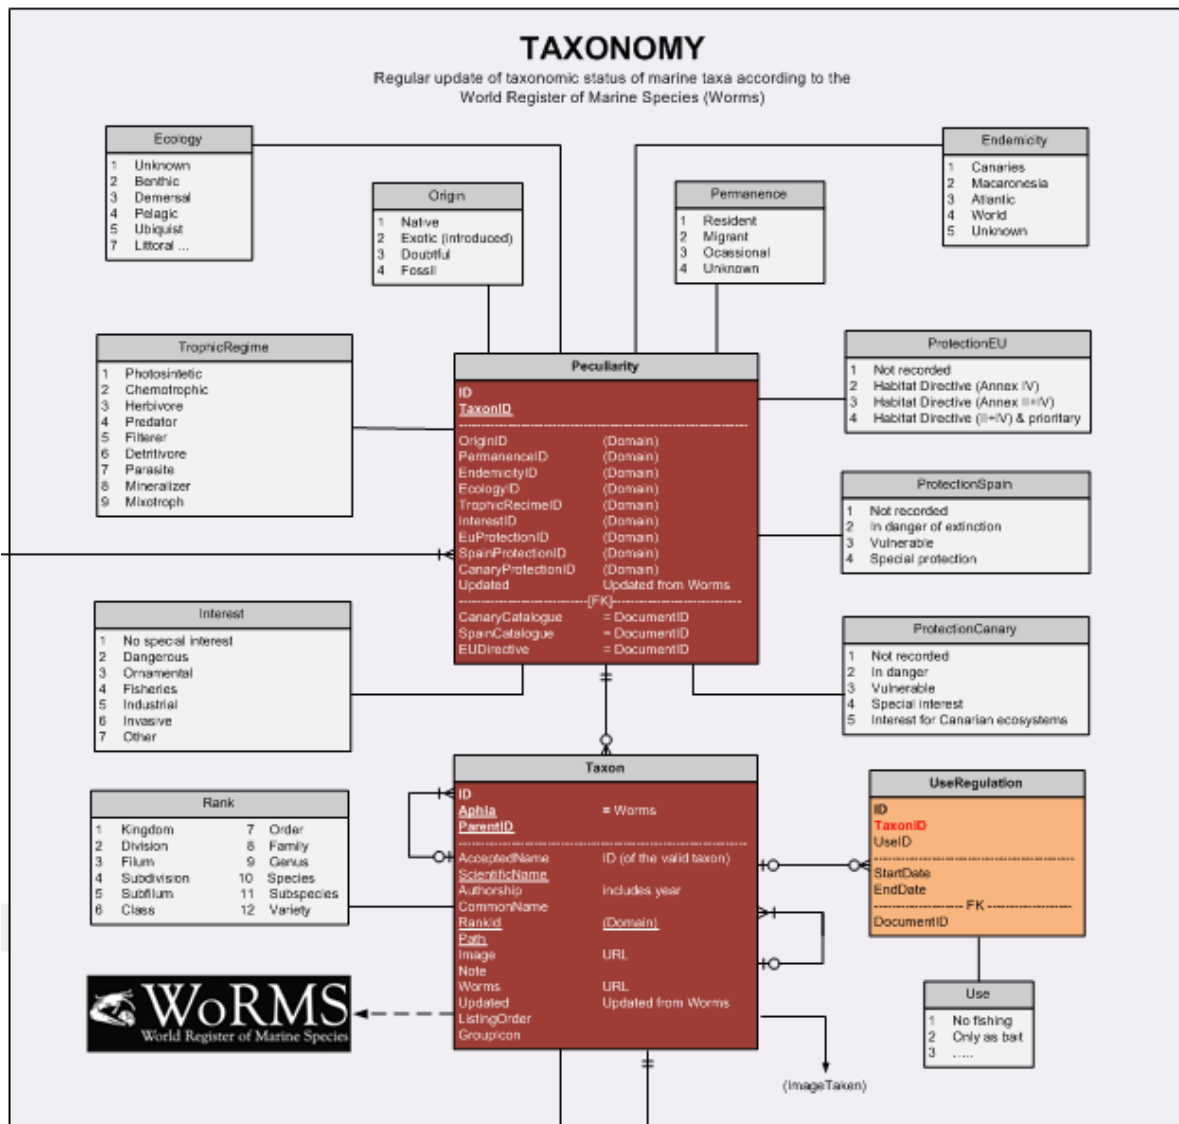 TAXONOMY
Regular update of taxonomic status of marine taxa according to the
World Register of Marine Species (Worms)
Ecology
1 Unknown
2 Benthic
3 Demersal
4 Pelagic
5 Ubiquist
7 Littoral ...
Origin
1 Native
2 Exotic (introduced)
3 Doubtful
4 Fossil
Permanence
1 Resident
2 Migrant
3 Ocassional
4 Unknown
Endemicity
1 Canaries
2 Macaronesia
3 Atlantic
4 World
5 Unknown
TrophicRegime
1 Photosintetic
2 Chemotrophic
3 Herbivore
4 Predator
5 Filterer
6 Detritivore
7 Parasite
8 Mineralizer
9 Mixotroph
Peculiarity
ID
TaxonID
OriginID (Domain)
PermanenceID (Domain)
EndemicityID (Domain)
EcologyID (Domain)
TrophicRecimeID (Domain)
InterestID (Domain)
EuProtectionID (Domain)
SpainProtectionID (Domain)
CanaryProtectionID (Domain)
Updated Updated from Worms
[FK]
CanaryCatalogue = DocumentID
SpainCatalogue = DocumentID
EUDirective = DocumentID
ProtectionEU
1 Not recorded
2 Habitat Directive (Annex IV)
3 Habitat Directive (Annex II+IV)
4 Habitat Directive (II+IV) & prioritary
ProtectionSpain
1 Not recorded
2 In danger of extinction
3 Vulnerable
4 Special protection
Interest
1 No special interest
2 Dangerous
3 Ornamental
4 Fisheries
5 Industrial
6 Invasive
7 Other
ProtectionCanary
1 Not recorded
2 In danger
3 Vulnerable
4 Special interest
5 Interest for Canarian ecosystems
Rank
1 Kingdom 7 Order
2 Division 8 Family
3 Filum 9 Genus
4 Subdivision 10 Species
5 Subfilum 11 Subspecies
6 Class 12 Variety
Taxon
ID
Aphia = Worms
ParentID
AcceptedName ID (of the valid taxon)
ScientificName
Authorship includes year
CommonName
RankId (Domain)
Path
Image URL
Note
Worms URL
Updated Updated from Worms
ListingOrder
GroupIcon
UseRegulation
ID
TaxonID
UseID
StartDate
EndDate
FK
DocumentID
Use
1 No fishing
2 Only as bait
3 .....
WoRMS
World Register of Marine Species
(ImageTaken)